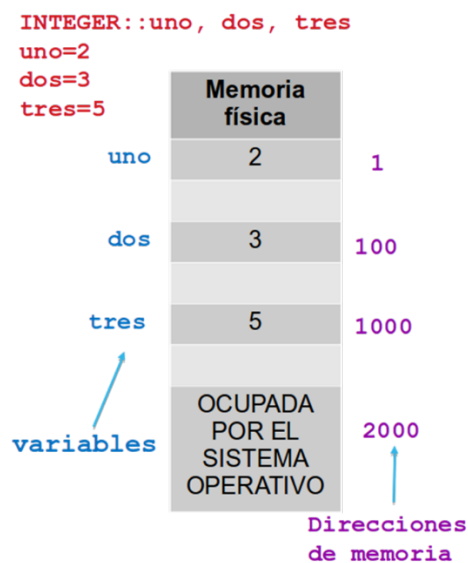 INTEGER::uno, dos, tres
uno=2
dos=3
tres=5
Memoria
física
uno 2 1
dos 3 100
tres 5 1000
OCUPADA
POR EL
SISTEMA
OPERATIVO
variables
2000
Direcciones
de memoria